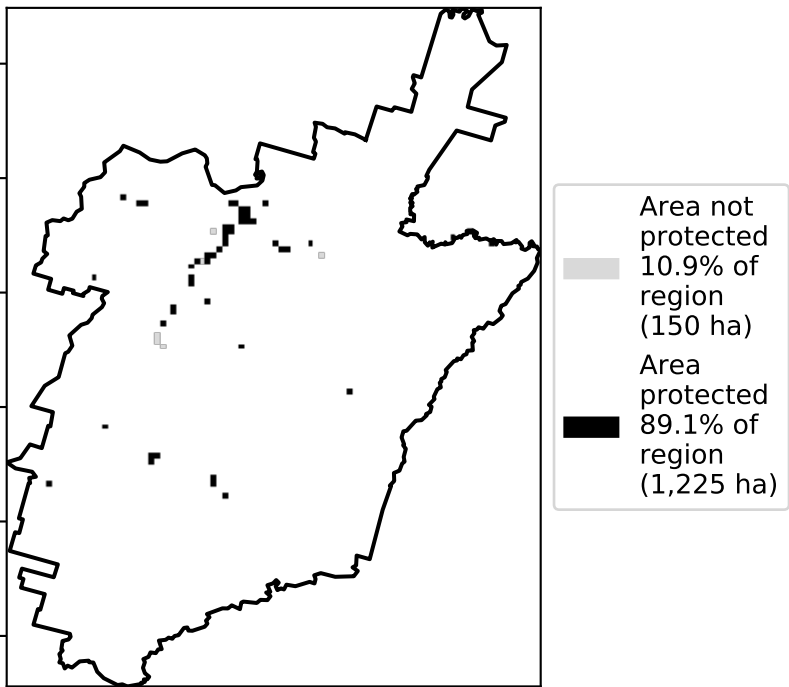 Area not
protected
10.9% of
region
(150 ha)
Area
protected
89.1% of
region
(1,225 ha)